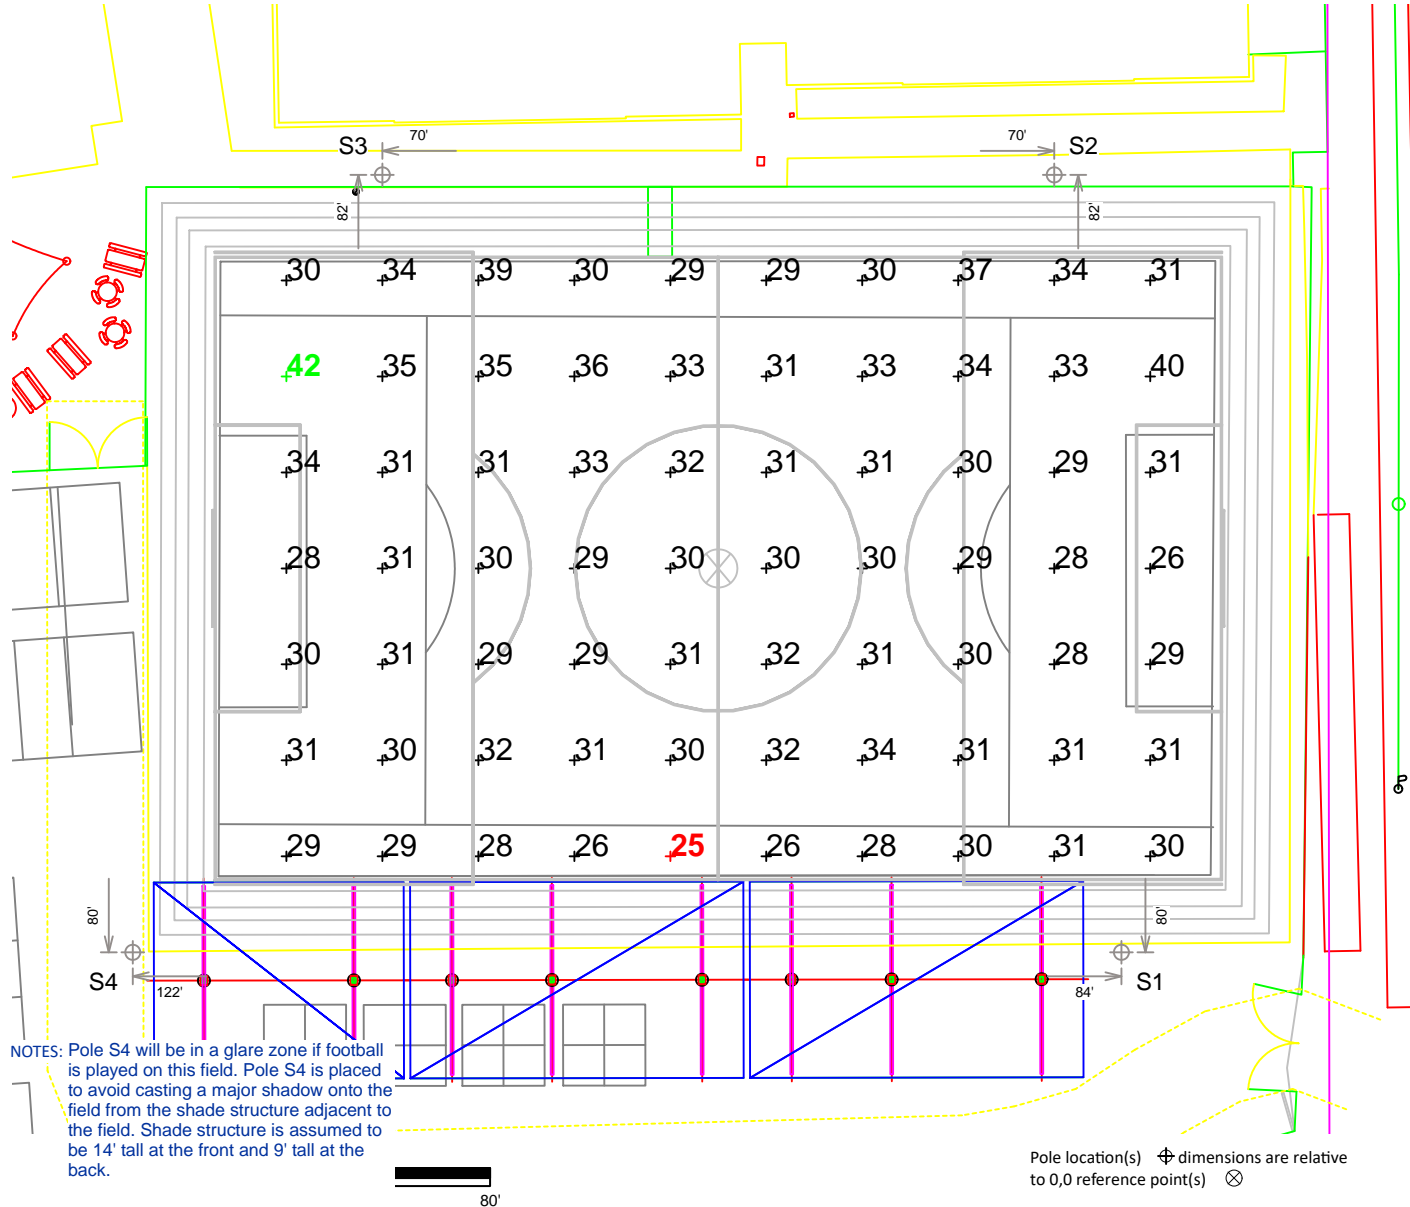 70' 70'
S3 S2
82' 82'
30 34 39 30 29 29 30 37 34 31
42 35 35 36 33 31 33 34 33 40
34 31 31 33 32 31 31 30 29 31
28 31 30 29 30 30 30 29 28 26
30 31 29 29 31 32 31 30 28 29
31 30 32 31 30 32 34 31 31 31
29 29 28 26 25 26 28 30 31 30
80' 80'
S4 S1
122' 84'
NOTES: Pole S4 will be in a glare zone if football
is played on this field. Pole S4 is placed
to avoid casting a major shadow onto the
field from the shade structure adjacent to
the field. Shade structure is assumed to
be 14' tall at the front and 9' tall at the
back.
80'
Pole location(s) dimensions are relative
to 0,0 reference point(s)